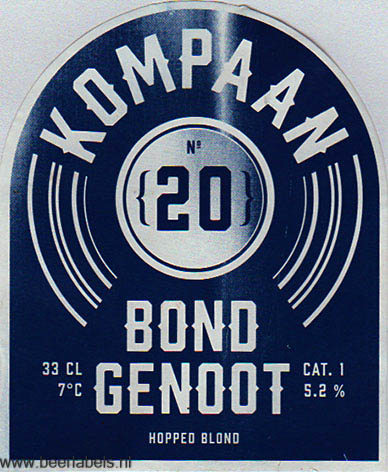 KOMPAAN
Nº
{20}
BOND
GENOOT
33 CL
7°C
CAT. 1
5.2 %
HOPPED BLOND
www.beerlabels.nl